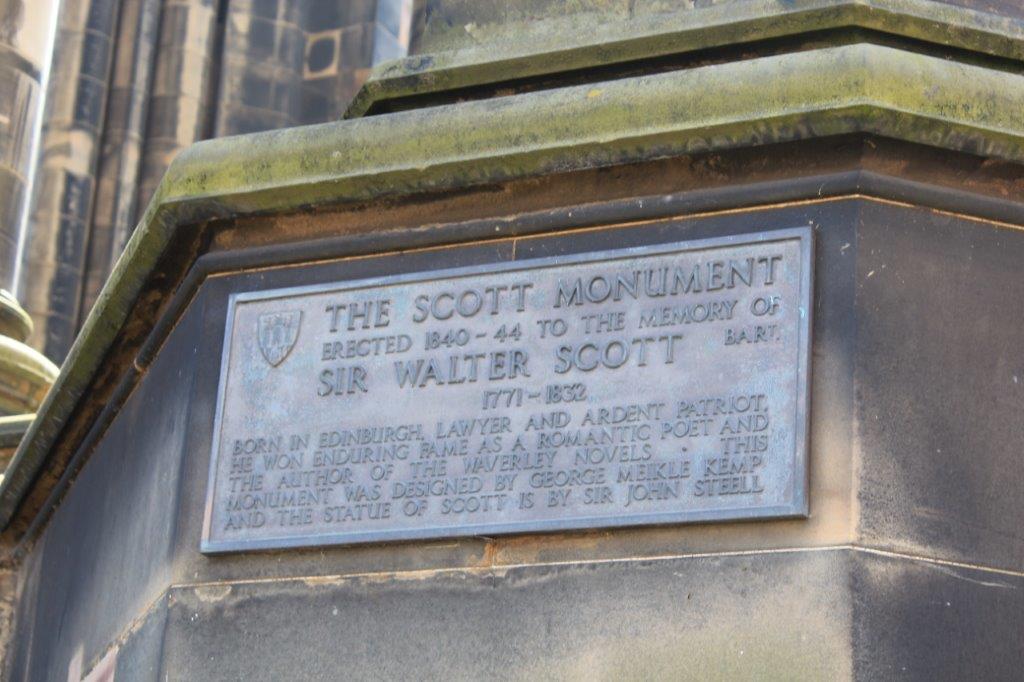 THE SCOTT MONUMENT
ERECTED 1840-44 TO THE MEMORY OF
SIR WALTER SCOTT BART.
1771-1832
BORN IN EDINBURGH, LAWYER AND ARDENT PATRIOT,
HE WON ENDURING FAME AS A ROMANTIC POET AND
THE AUTHOR OF THE WAVERLEY NOVELS . THIS
MONUMENT WAS DESIGNED BY GEORGE MEIKLE KEMP
AND THE STATUE OF SCOTT IS BY SIR JOHN STEELL